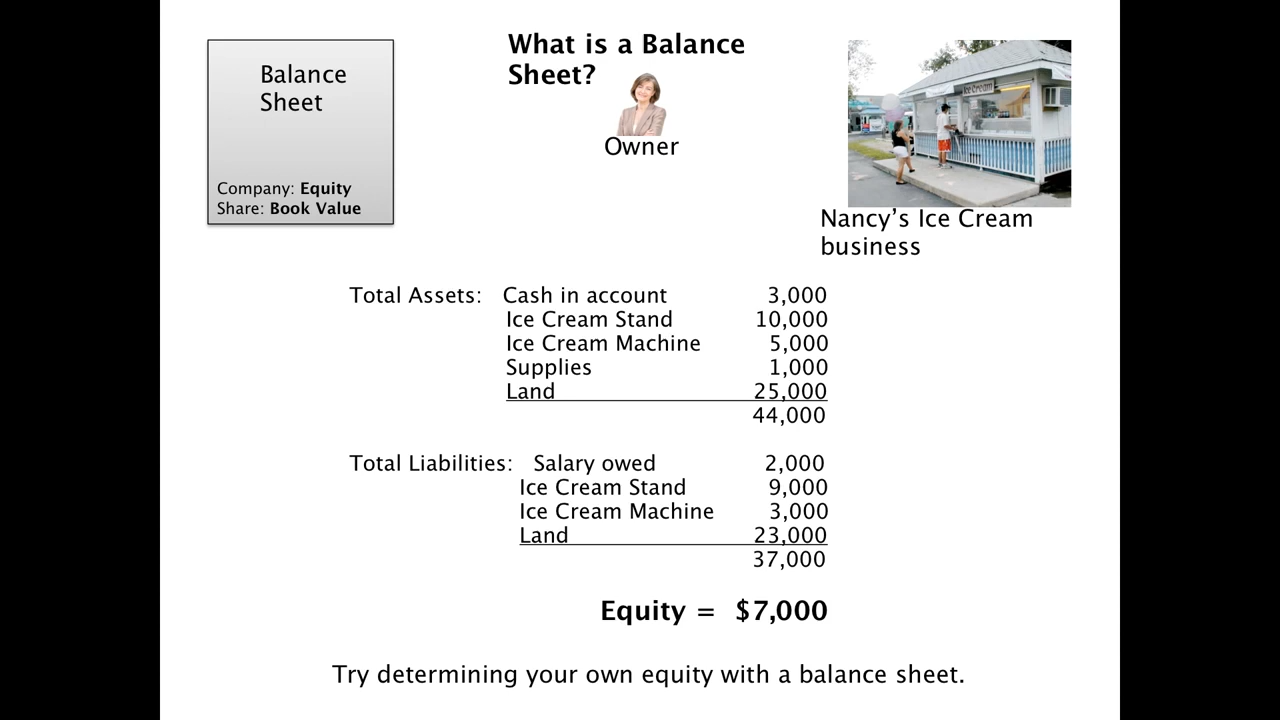 What is a Balance
Sheet?
Balance
Sheet
Company: Equity
Share: Book Value
Owner
Ice Cream
Nancy’s Ice Cream
business
Total Assets: Cash in account 3,000
Ice Cream Stand 10,000
Ice Cream Machine 5,000
Supplies 1,000
Land 25,000
44,000
Total Liabilities: Salary owed 2,000
Ice Cream Stand 9,000
Ice Cream Machine 3,000
Land 23,000
37,000
Equity = $7,000
Try determining your own equity with a balance sheet.